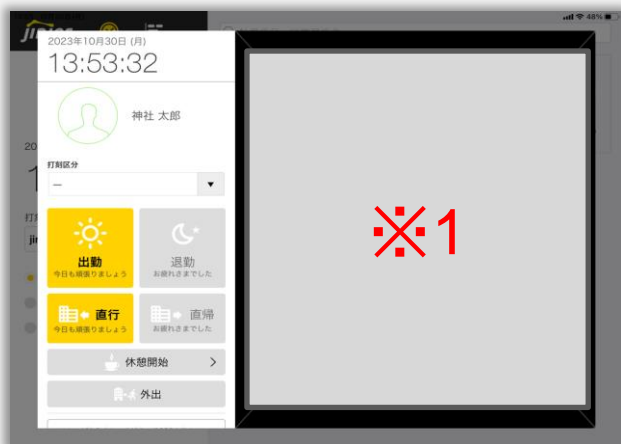 48%
2023年10月30日 (月)
13:53:32
神社 太郎
打刻区分
—
出勤
今日も頑張りましょう
退勤
お疲れさまでした
直行
今日も頑張りましょう
直帰
お疲れさまでした
休憩開始
外出
※1